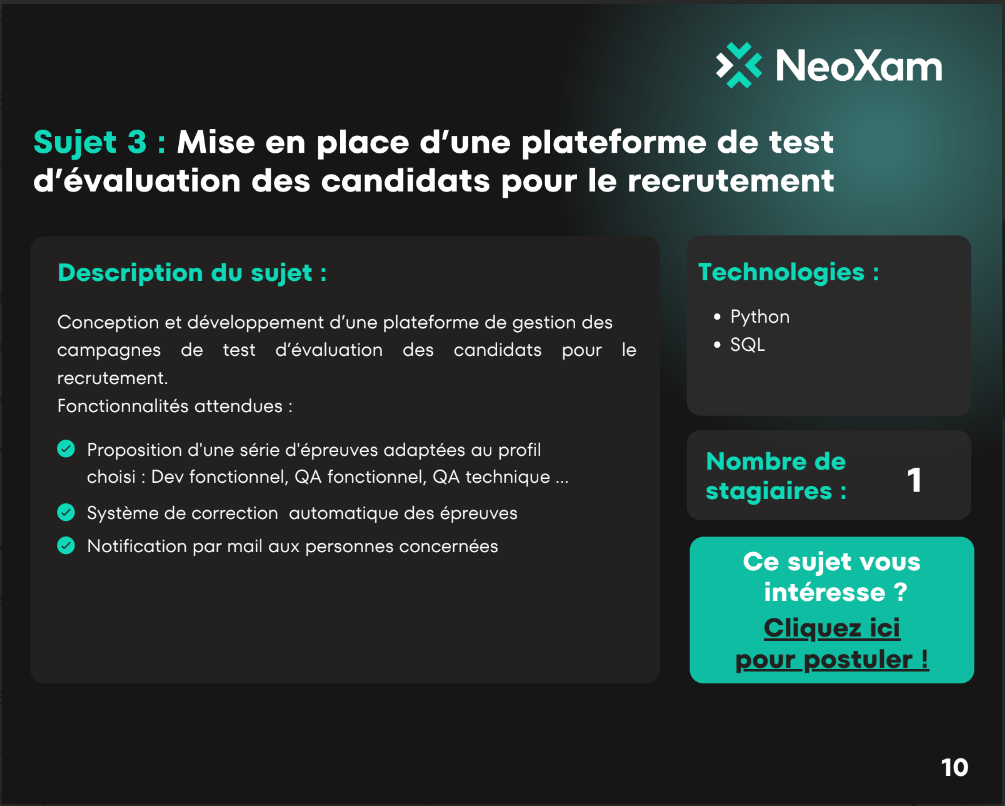 NeoXam
Sujet 3 : Mise en place d’une plateforme de test
d’évaluation des candidats pour le recrutement
Description du sujet :
Conception et développement d’une plateforme de gestion des
campagnes de test d’évaluation des candidats pour le
recrutement.
Fonctionnalités attendues :
Proposition d'une série d'épreuves adaptées au profil
choisi : Dev fonctionnel, QA fonctionnel, QA technique ...
Système de correction automatique des épreuves
Notification par mail aux personnes concernées
Technologies :
• Python
• SQL
Nombre de
stagiaires :
1
Ce sujet vous
intéresse ?
Cliquez ici
pour postuler !
10